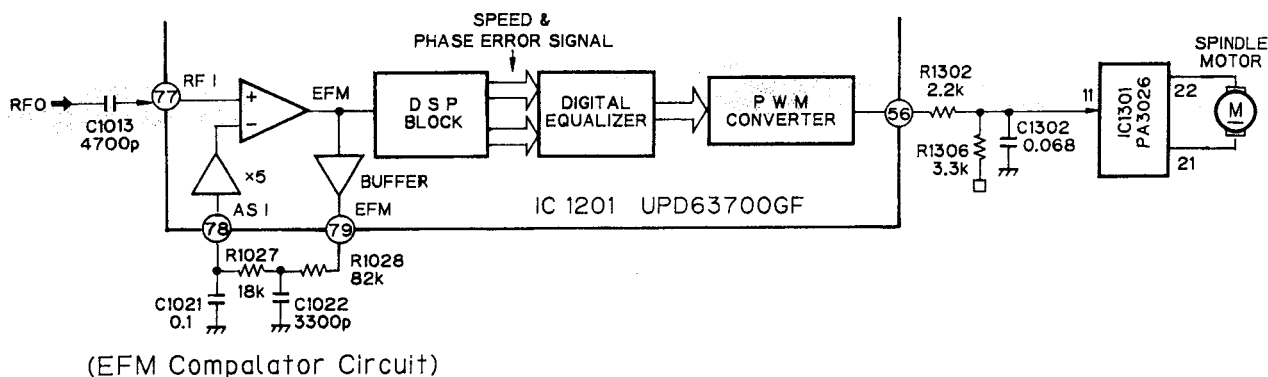 SPEED &
PHASE ERROR SIGNAL
SPINDLE
MOTOR
RFO
C1013
4700p
77
RF I
+
−
EFM
DSP
BLOCK
DIGITAL
EQUALIZER
PWM
CONVERTER
56
R1302
2.2k
11
IC1301
PA3026
22
M
21
R1306
3.3k
C1302
0.068
×5
BUFFER
AS I
EFM
IC 1201 UPD63700GF
78
79
R1027
18k
R1028
82k
C1021
0.1
C1022
3300p
(EFM Compalator Circuit)